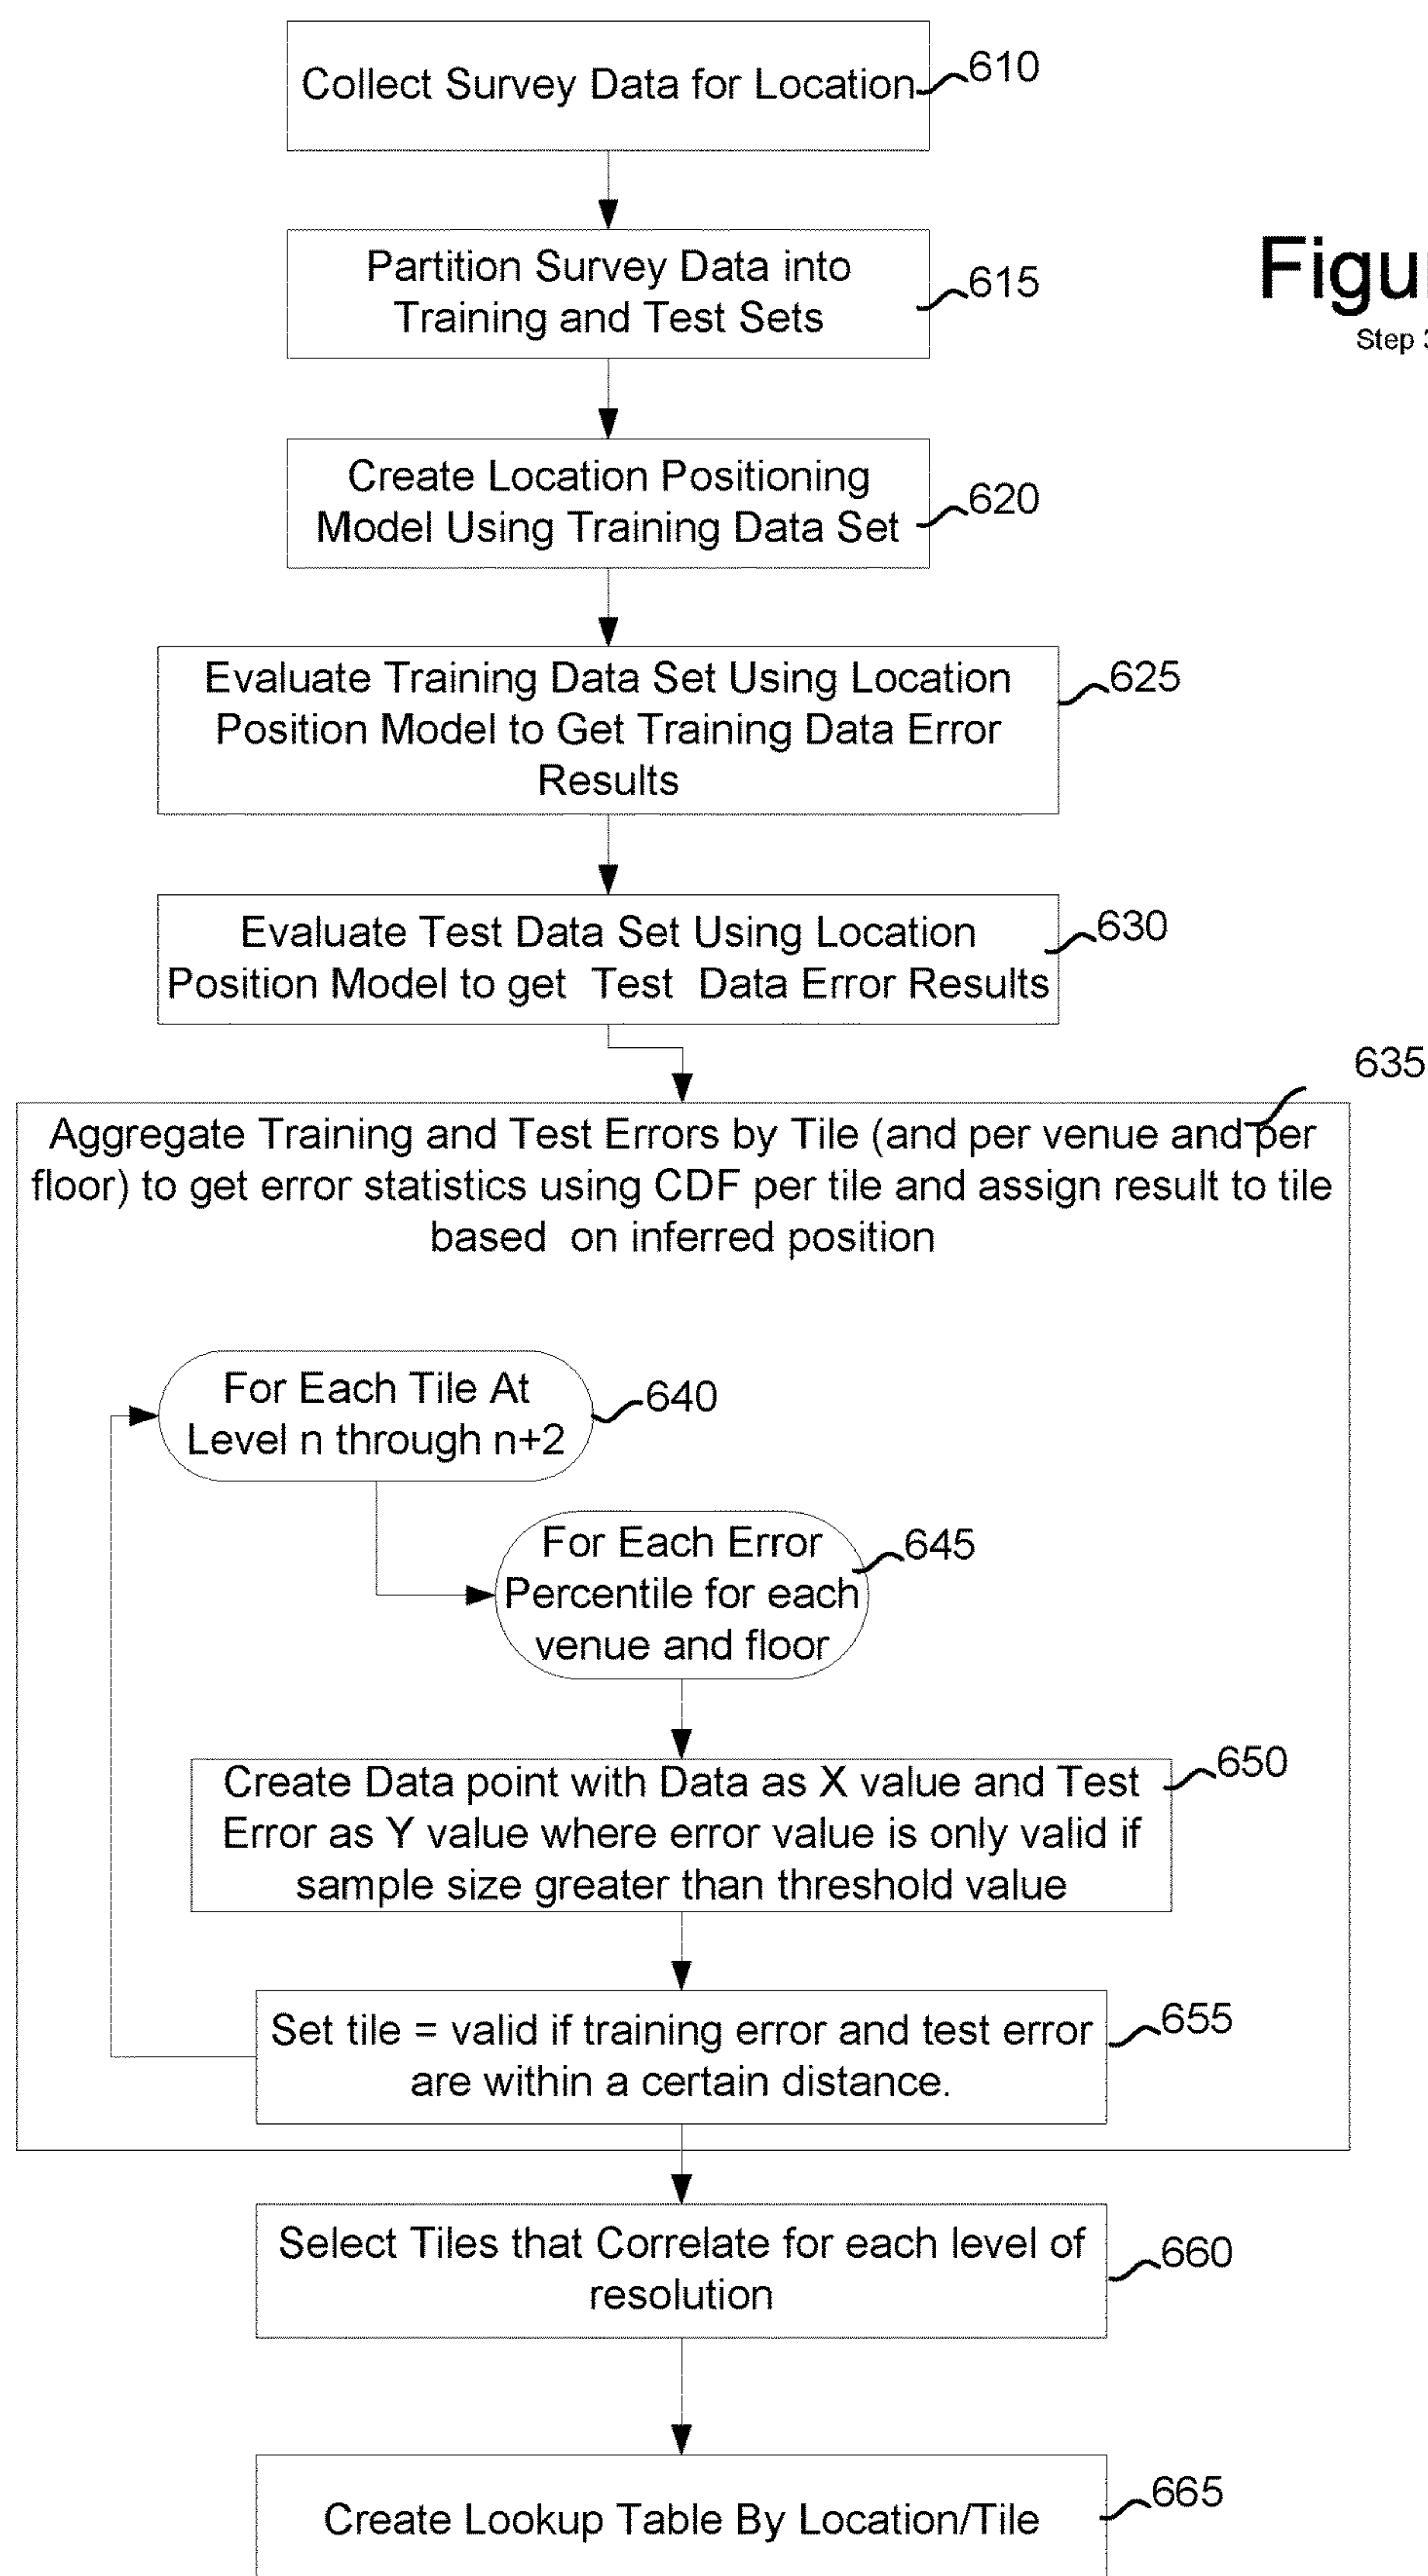 Collect Survey Data for Location
610
Partition Survey Data into
Training and Test Sets
615
Figur
Step 3
Create Location Positioning
Model Using Training Data Set
620
Evaluate Training Data Set Using Location
Position Model to Get Training Data Error
Results
625
Evaluate Test Data Set Using Location
Position Model to get Test Data Error Results
630
635
Aggregate Training and Test Errors by Tile (and per venue and per
floor) to get error statistics using CDF per tile and assign result to tile
based on inferred position
For Each Tile At
Level n through n+2
640
For Each Error
Percentile for each
venue and floor
645
Create Data point with Data as X value and Test
Error as Y value where error value is only valid if
sample size greater than threshold value
650
Set tile = valid if training error and test error
are within a certain distance.
655
Select Tiles that Correlate for each level of
resolution
660
Create Lookup Table By Location/Tile
665